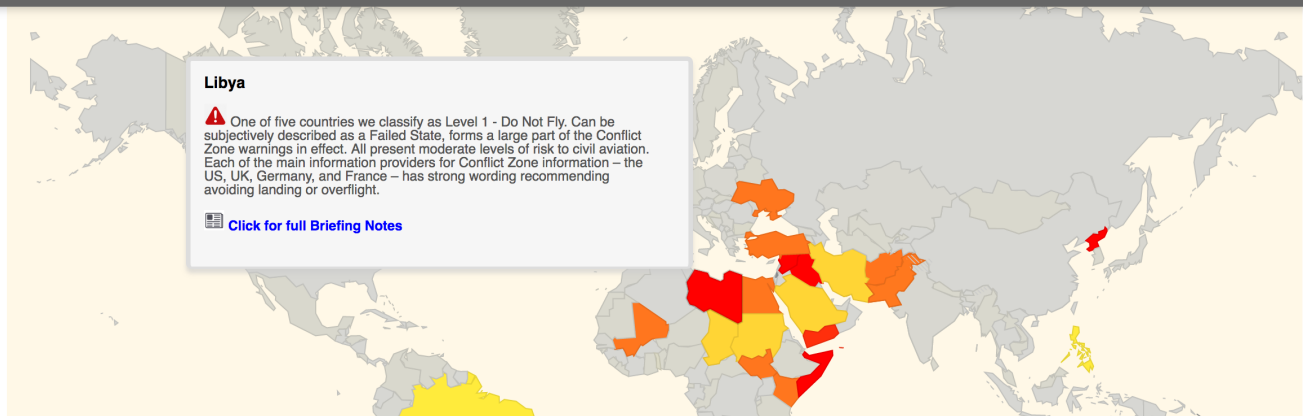 Libya
One of five countries we classify as Level 1 - Do Not Fly. Can be
subjectively described as a Failed State, forms a large part of the Conflict
Zone warnings in effect. All present moderate levels of risk to civil aviation.
Each of the main information providers for Conflict Zone information – the
US, UK, Germany, and France – has strong wording recommending
avoiding landing or overflight.
Click for full Briefing Notes